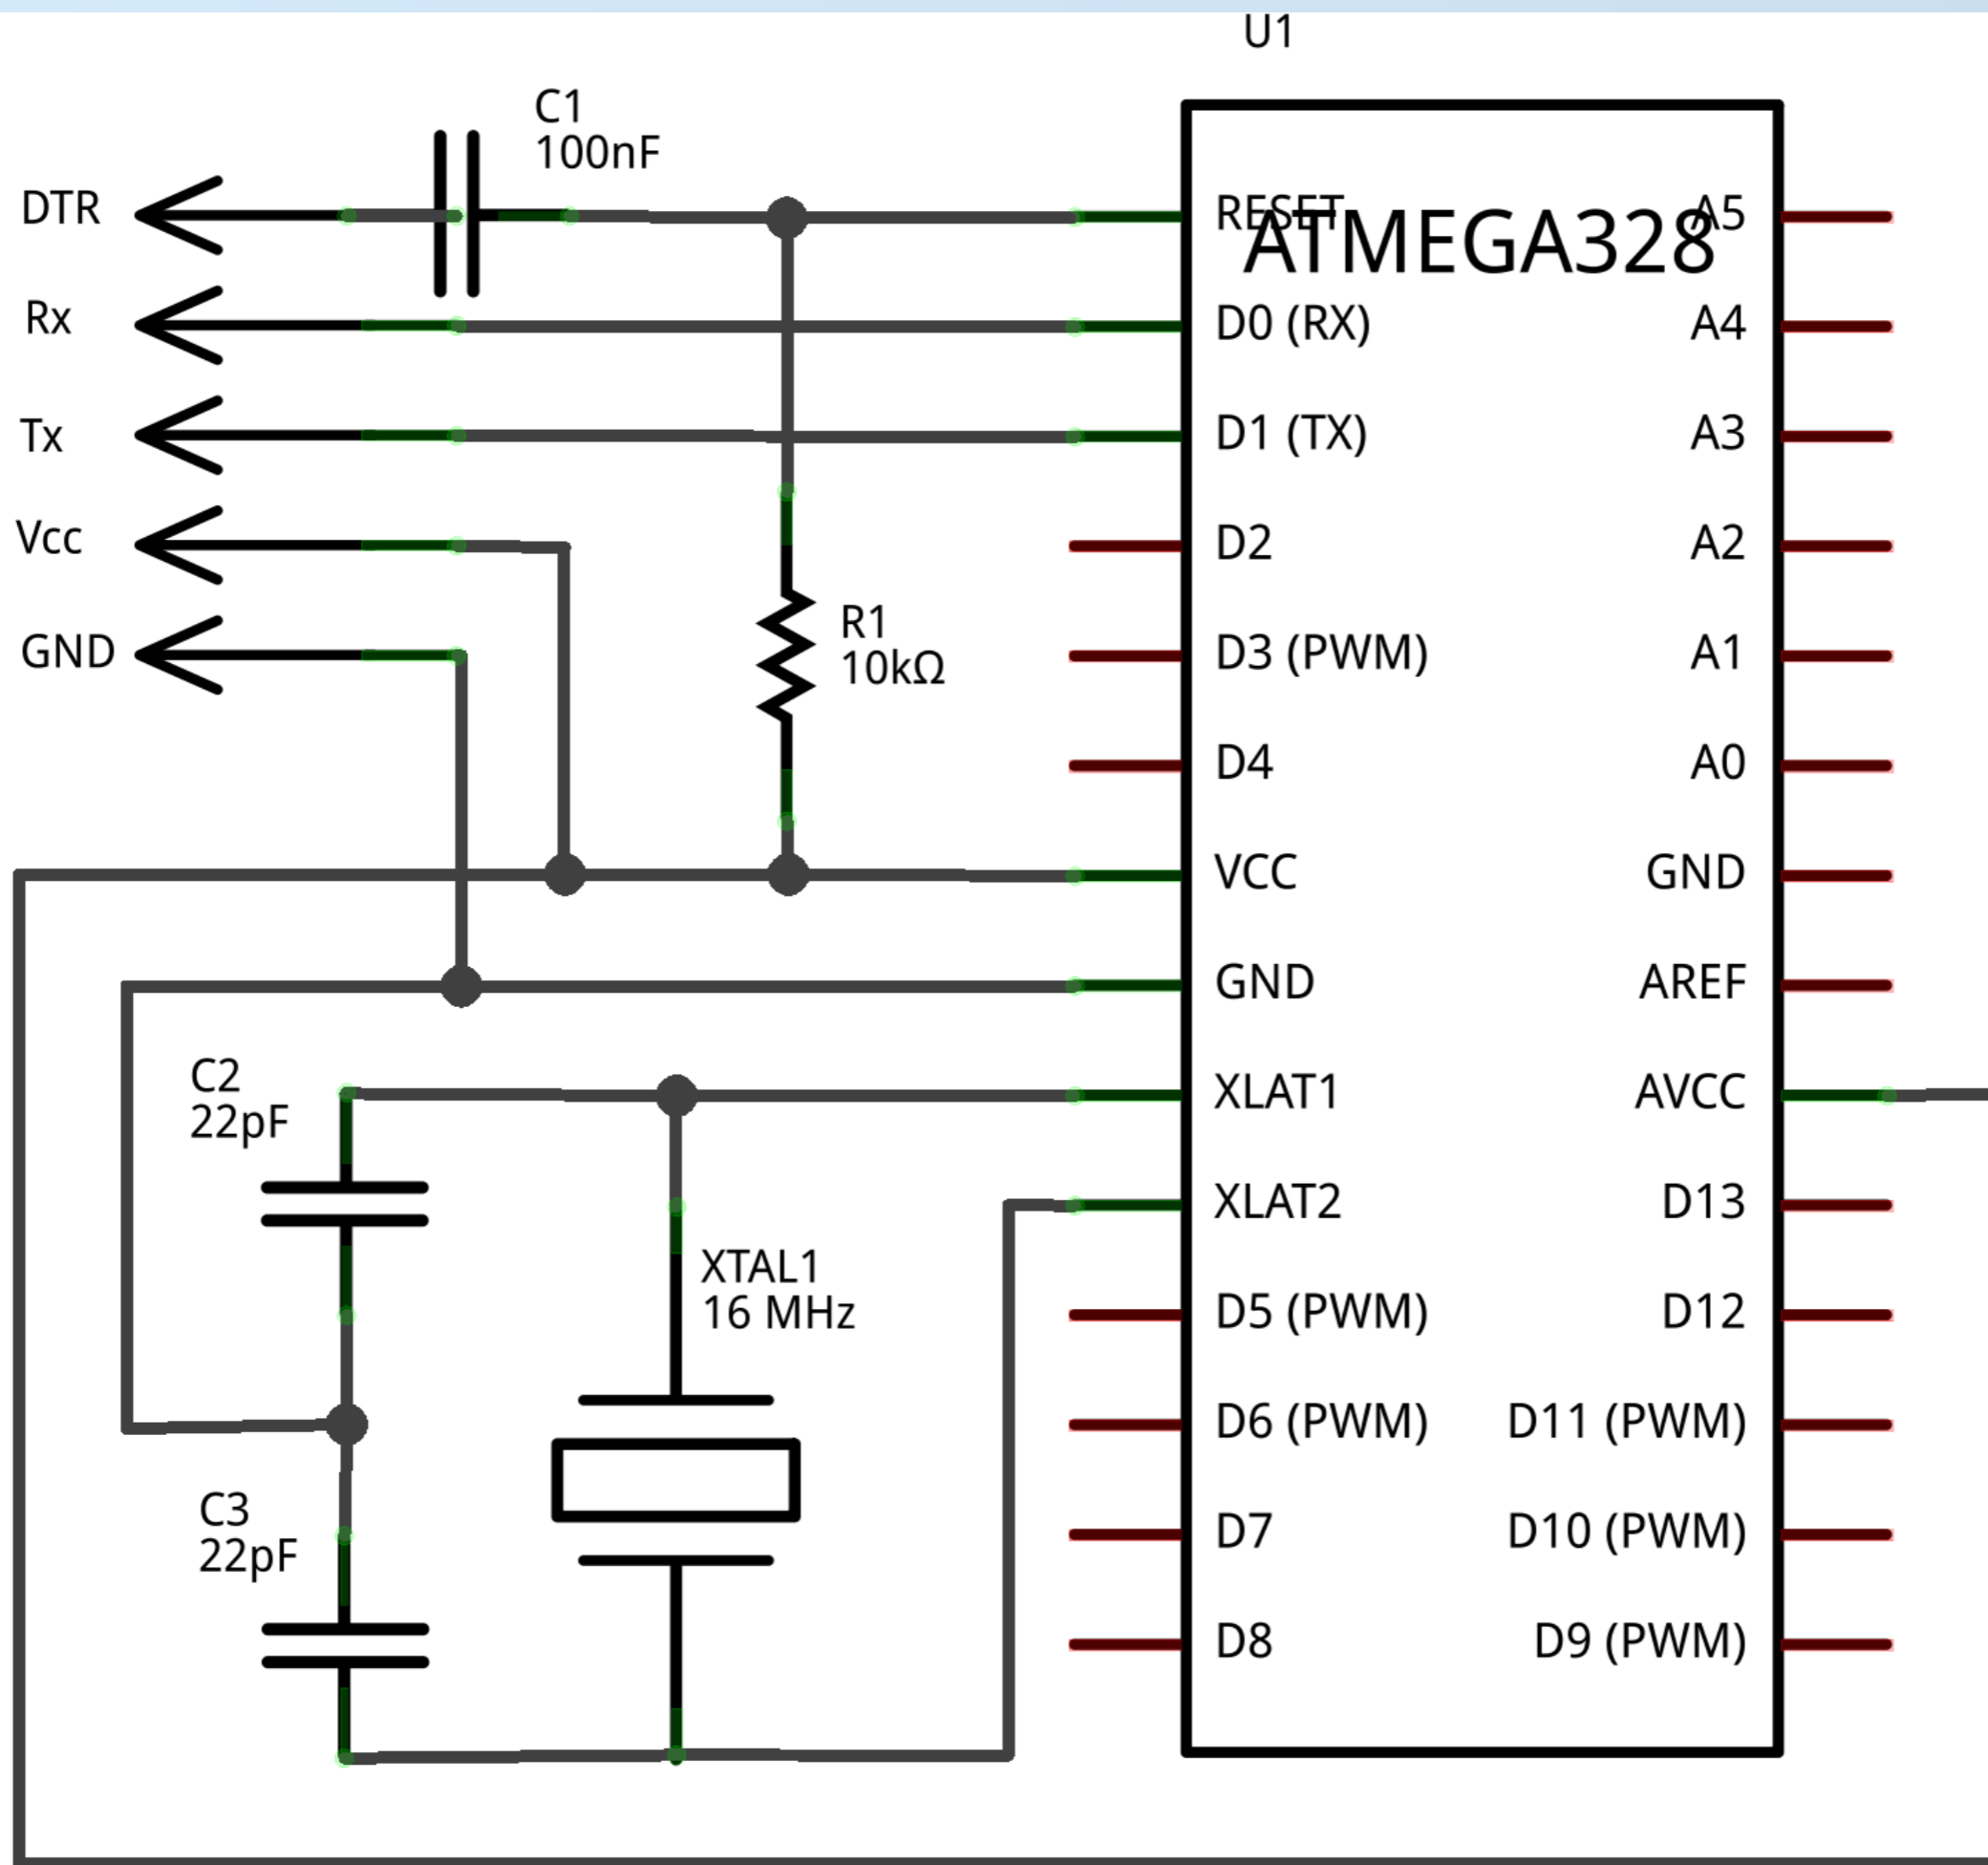 U1
C1
100nF
DTR
Rx
Tx
Vcc
GND
R1
10kΩ
C2
22pF
XTAL1
16 MHz
C3
22pF
ATMEGA328
RESET
D0 (RX)
D1 (TX)
D2
D3 (PWM)
D4
VCC
GND
XLAT1
XLAT2
D5 (PWM)
D6 (PWM)
D7
D8
A5
A4
A3
A2
A1
A0
GND
AREF
AVCC
D13
D12
D11 (PWM)
D10 (PWM)
D9 (PWM)